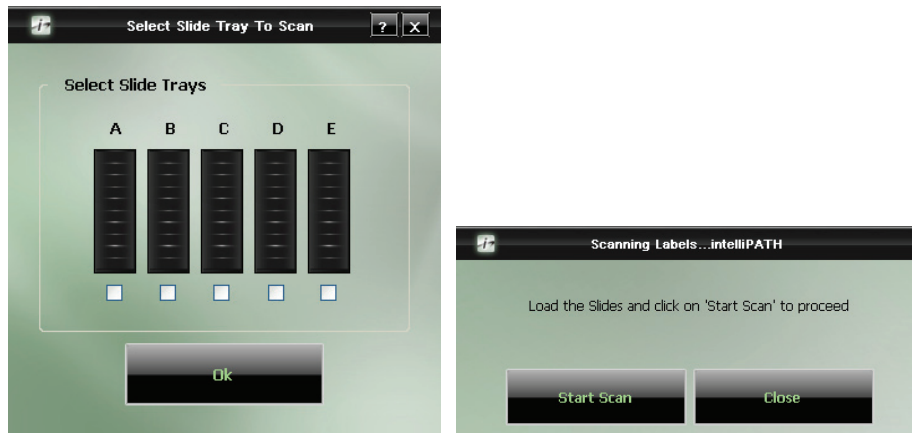 Select Slide Tray To Scan
? X
Select Slide Trays
A B C D E
Ok
Scanning Labels...intelliPATH
Load the Slides and click on 'Start Scan' to proceed
Start Scan Close